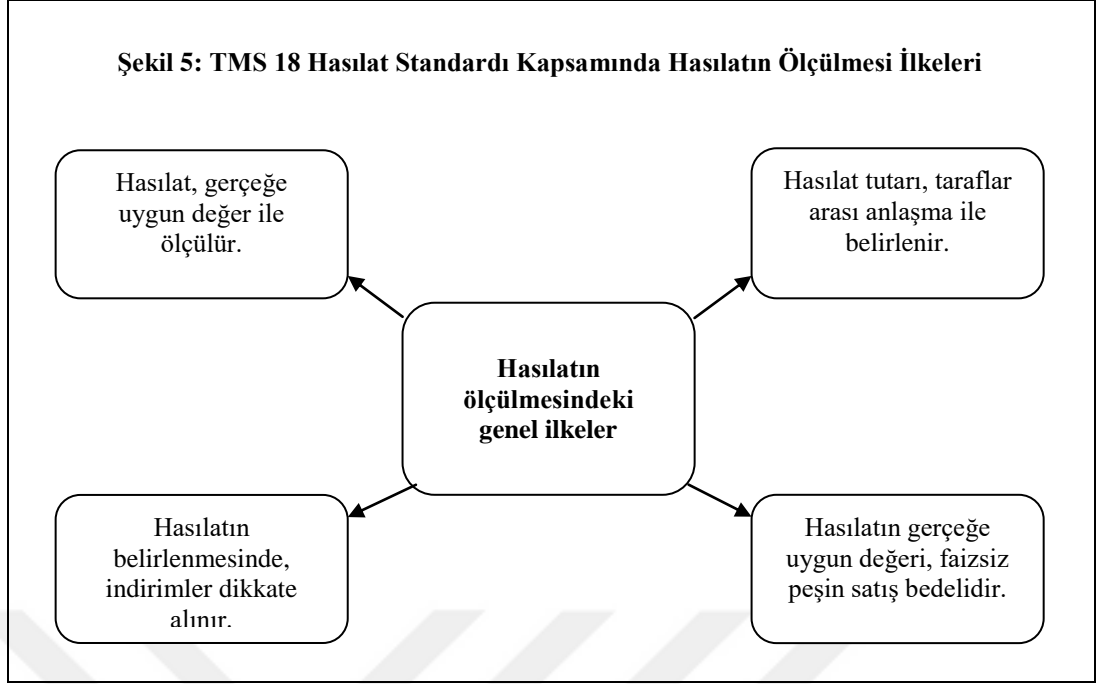 Şekil 5: TMS 18 Hasılat Standardı Kapsamında Hasılatın Ölçülmesi İlkeleri
Hasılat, gerçeğe
uygun değer ile
ölçülür.
Hasılat tutarı, taraflar
arası anlaşma ile
belirlenir.
Hasılatın
ölçülmesindeki
genel ilkeler
Hasılatın
belirlenmesinde,
indirimler dikkate
alınır.
Hasılatın gerçeğe
uygun değeri, faizsiz
peşin satış bedelidir.